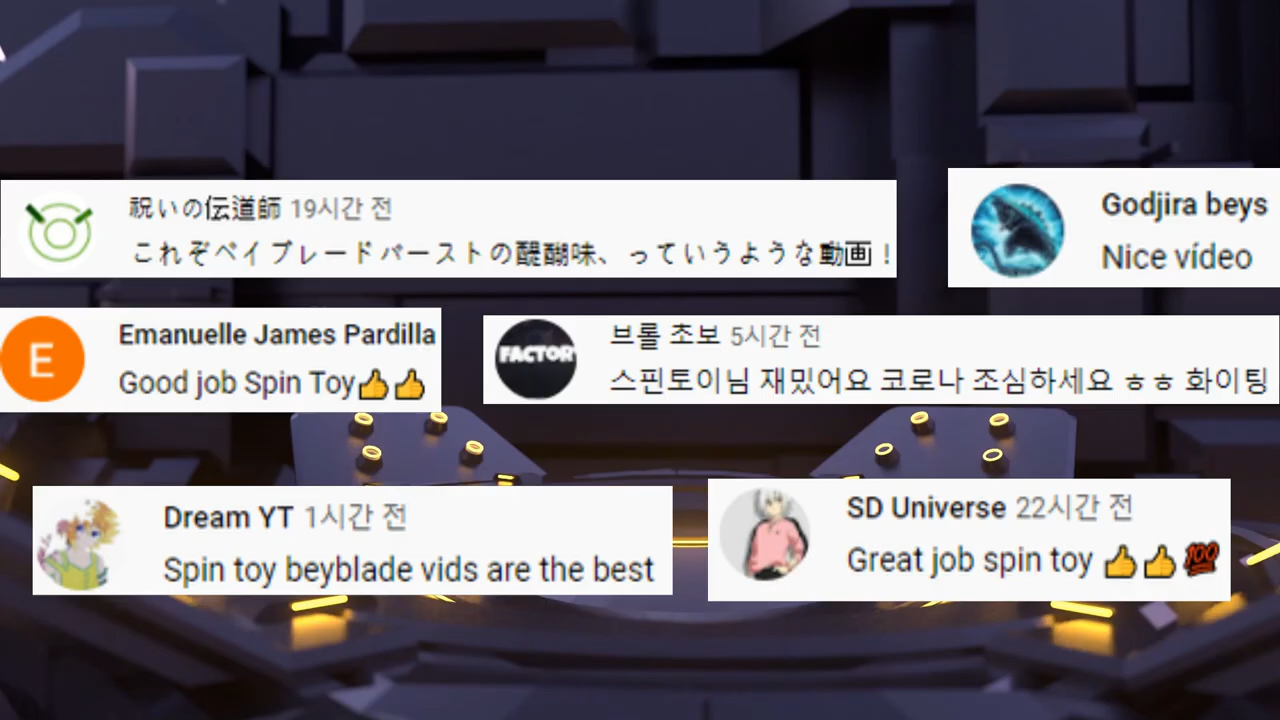 祝いの伝道師 19시간 전
これぞベイブレードバーストの醍醐味、っていうような動画！
Godjira beys
Nice vídeo
Emanuelle James Pardilla
E
Good job Spin Toy👍👍
브롤 초보 5시간 전
FACTOR
스핀토이님 재밌어요 코로나 조심하세요 ㅎㅎ 화이팅
Dream YT 1시간 전
Spin toy beyblade vids are the best
SD Universe 22시간 전
Great job spin toy 👍👍💯